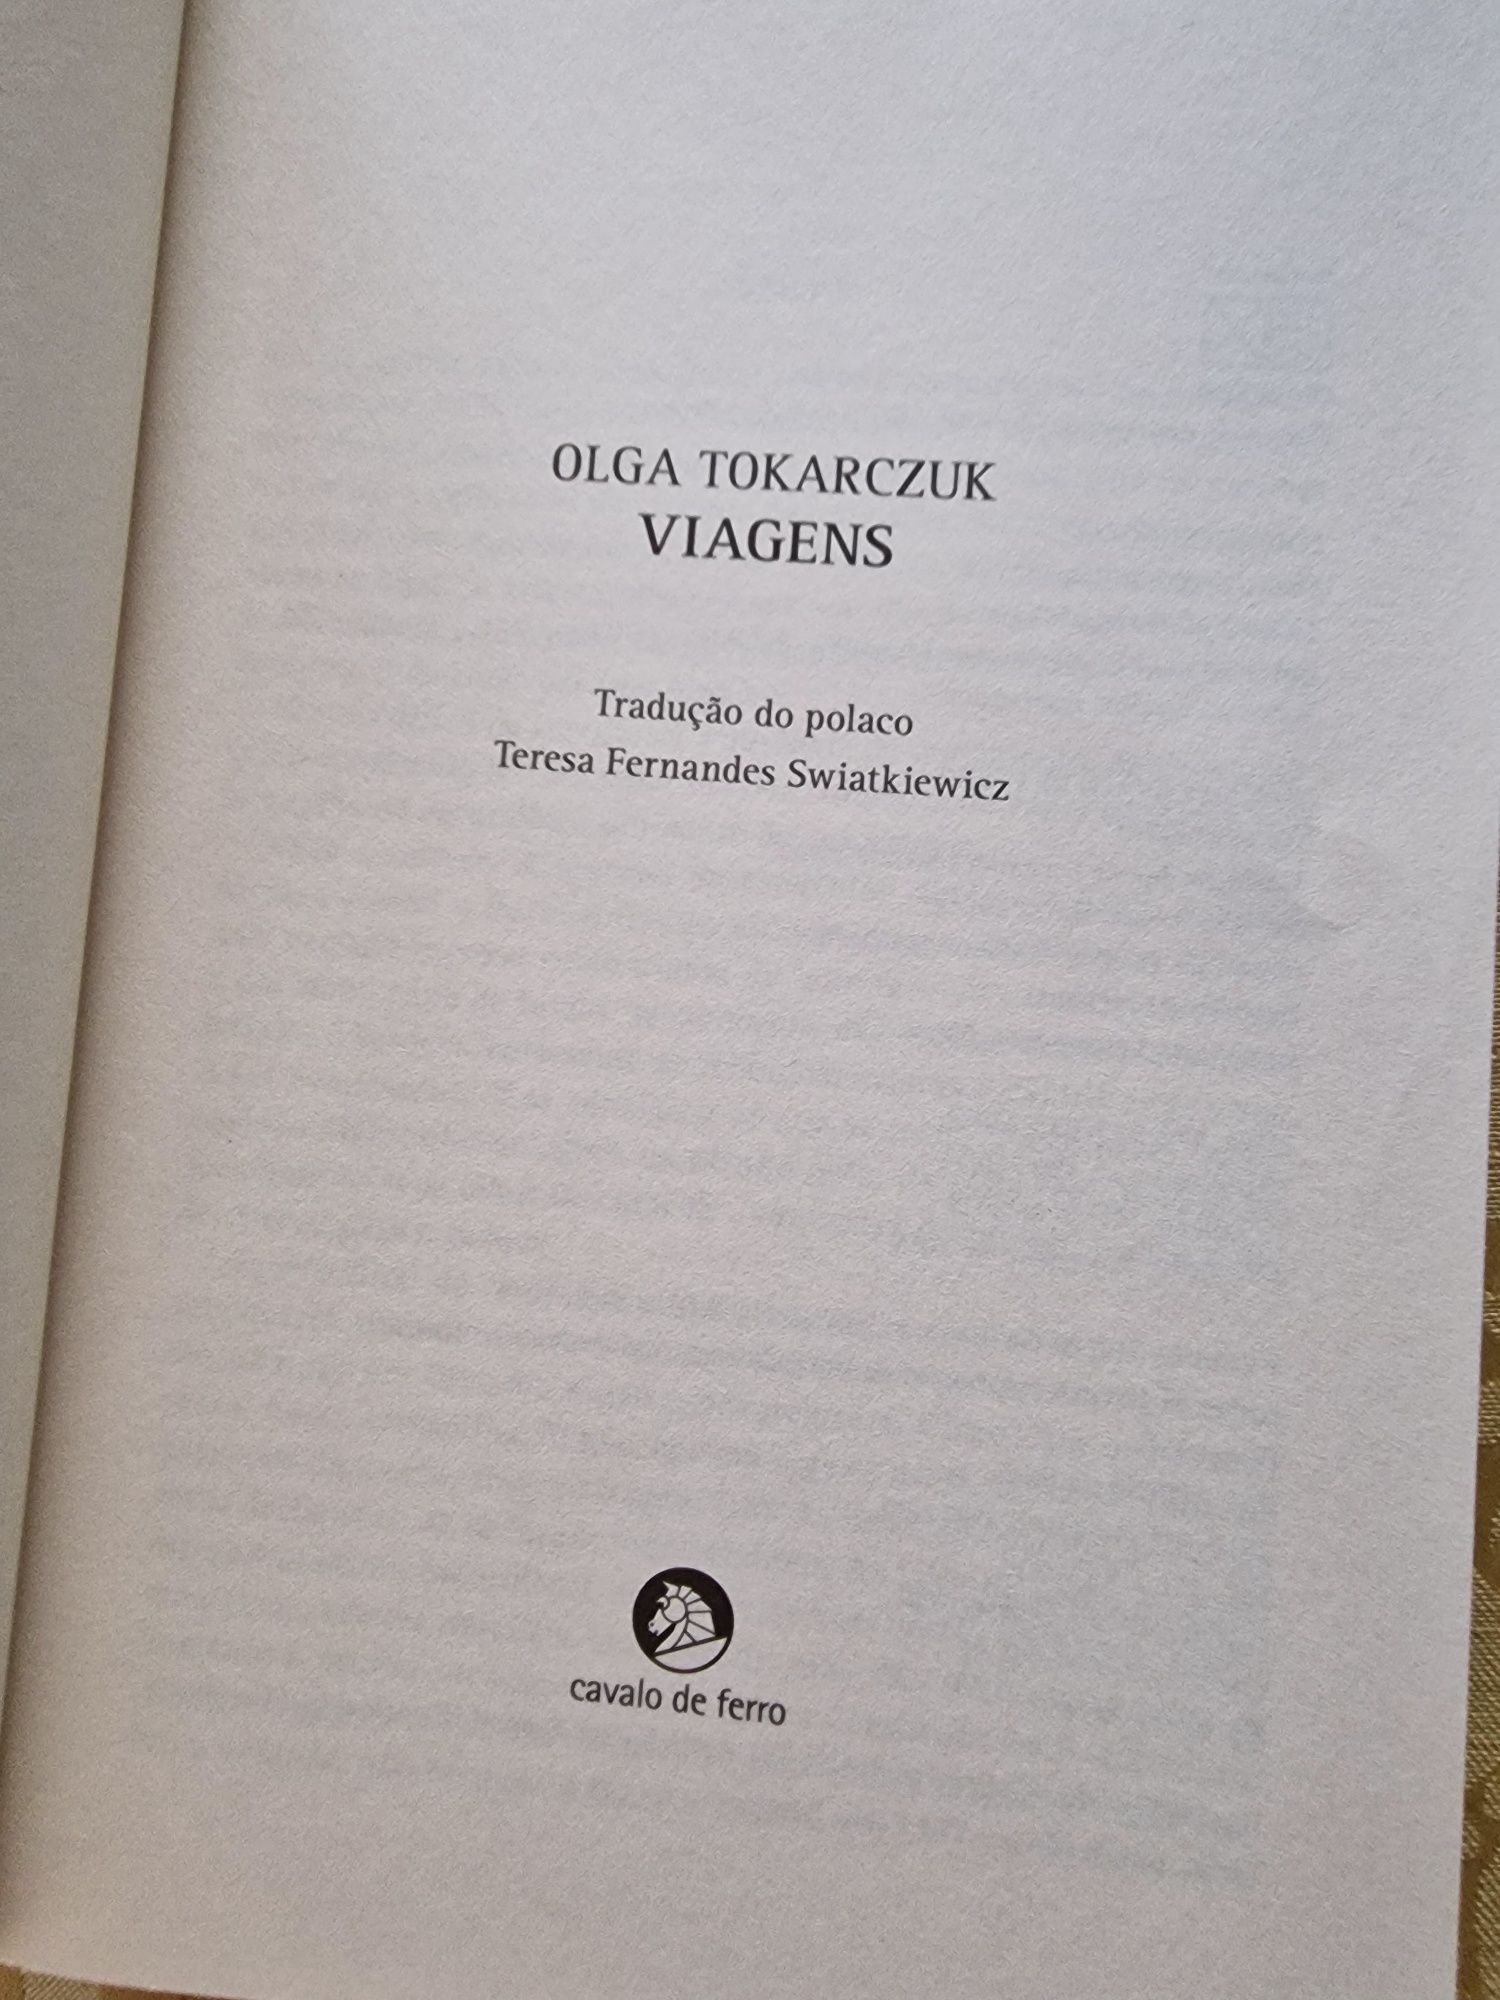 OLGA TOKARCZUK
VIAGENS
Tradução do polaco
Teresa Fernandes Swiatkiewicz
cavalo de ferro